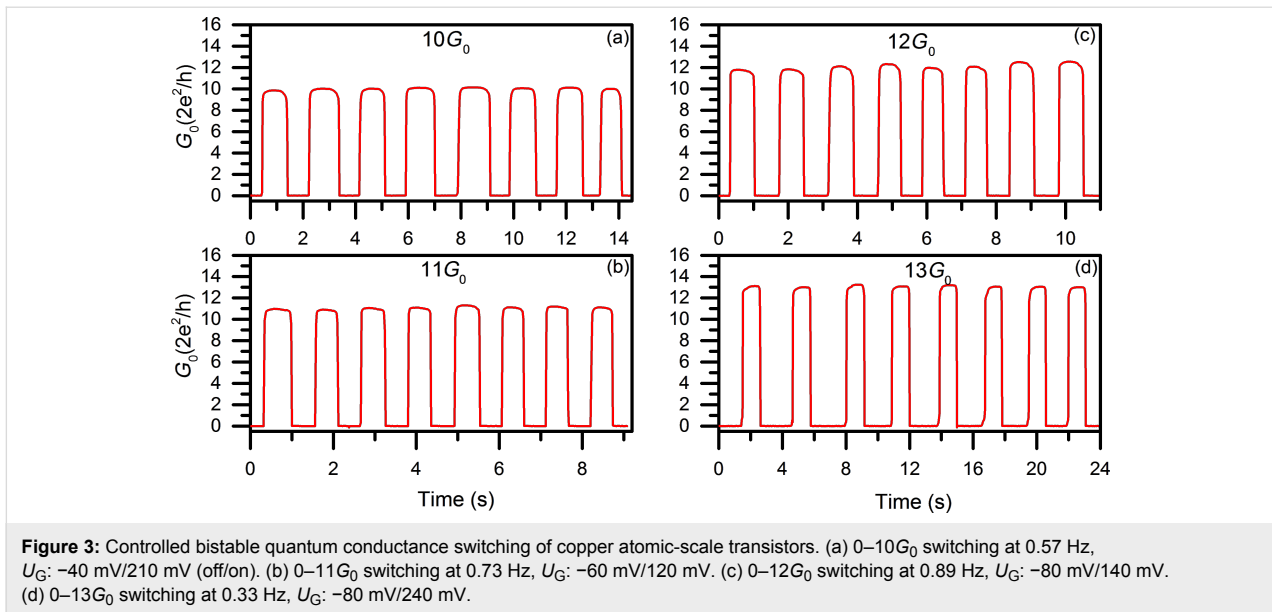 10G₀ (a)
16
14
12
10
8
6
4
2
0
G₀(2e²/h)
0 2 4 6 8 10 12 14
12G₀ (c)
16
14
12
10
8
6
4
2
0
0 2 4 6 8 10
11G₀ (b)
16
14
12
10
8
6
4
2
0
G₀(2e²/h)
0 2 4 6 8
Time (s)
13G₀ (d)
16
14
12
10
8
6
4
2
0
0 4 8 12 16 20 24
Time (s)
Figure 3: Controlled bistable quantum conductance switching of copper atomic-scale transistors. (a) 0–10G₀ switching at 0.57 Hz,
U_G: −40 mV/210 mV (off/on). (b) 0–11G₀ switching at 0.73 Hz, U_G: −60 mV/120 mV. (c) 0–12G₀ switching at 0.89 Hz, U_G: −80 mV/140 mV.
(d) 0–13G₀ switching at 0.33 Hz, U_G: −80 mV/240 mV.